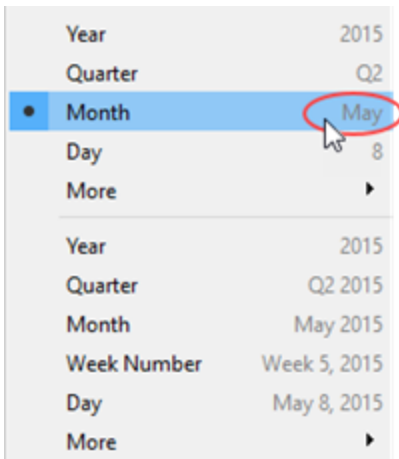 Year 2015
Quarter Q2
Month May
Day 8
More
Year 2015
Quarter Q2 2015
Month May 2015
Week Number Week 5, 2015
Day May 8, 2015
More